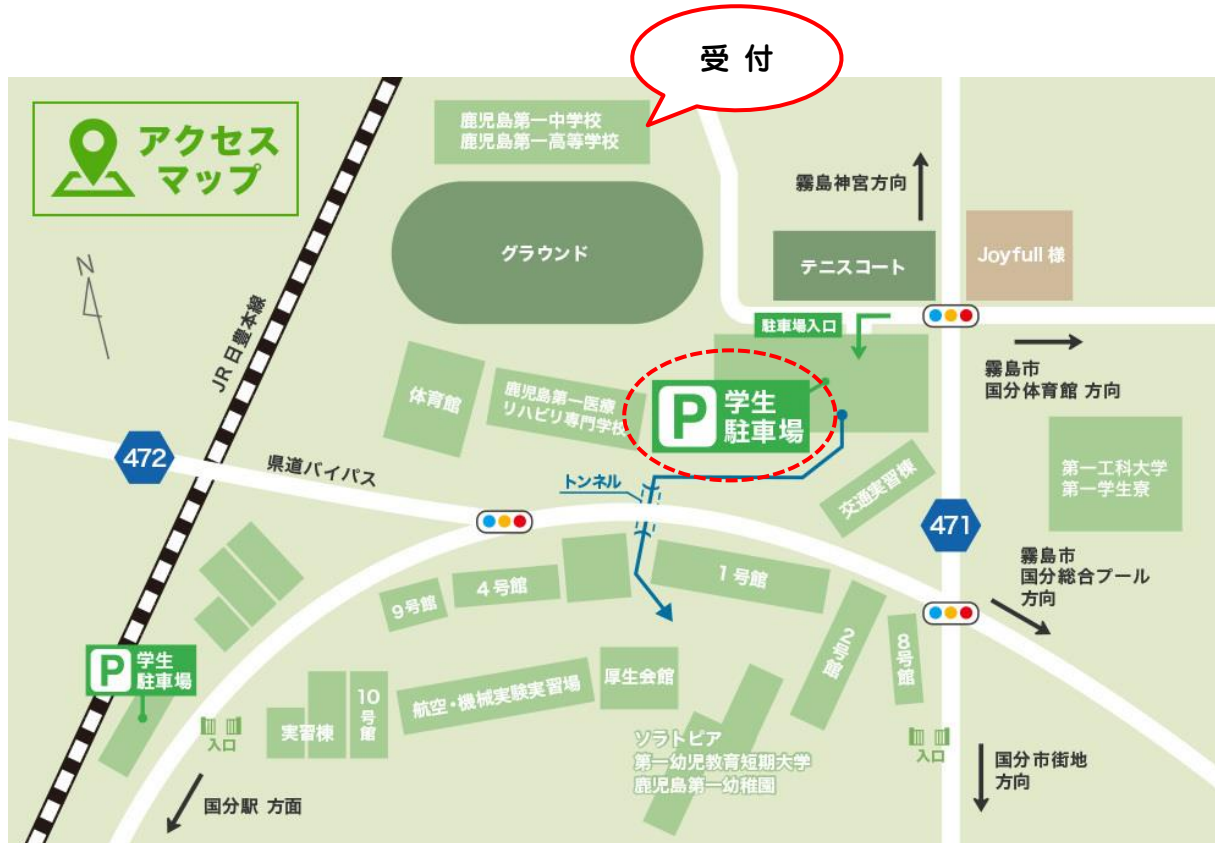 受 付
アクセス
マップ
鹿児島第一中学校
鹿児島第一高等学校
霧島神宮方向
N
グラウンド
テニスコート
Joyfull 様
JR日豊本線
駐車場入口
霧島市
国分体育館 方向
体育館
鹿児島第一医療
リハビリ専門学校
P 学生
駐車場
472
県道バイパス
トンネル
交通実習棟
第一工科大学
第一学生寮
471
霧島市
国分総合プール
方向
1号館
4号館
9号館
2号館
8号館
P 学生
駐車場
厚生会館
航空・機械実験実習場
10号館
実習棟
入口
ソラトピア
第一幼児教育短期大学
鹿児島第一幼稚園
入口
国分市街地
方向
国分駅 方面